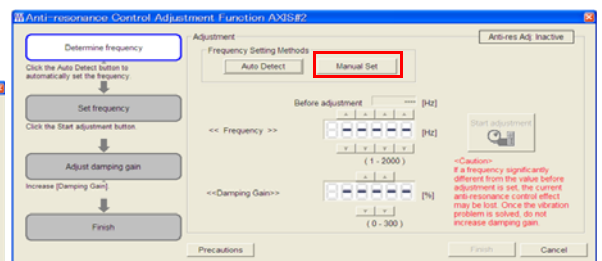 Anti-resonance Control Adjustment Function AXIS#2
Determine frequency
Click the Auto Detect button to
automatically set the frequency.
Set frequency
Click the Start adjustment button.
Adjust damping gain
Increase [Damping Gain].
Finish
Adjustment
Anti-res Adj: Inactive
Frequency Setting Methods
Auto Detect
Manual Set
Before adjustment ---- [Hz]
<< Frequency >>
[Hz]
(1 - 2000)
<<Damping Gain>>
[%]
(0 - 300)
Start adjustment
<Caution>
If a frequency significantly
different from the value before
adjustment is set, the current
anti-resonance control effect
may be lost. Once the vibration
problem is solved, do not
increase damping gain.
Precautions
Finish
Cancel